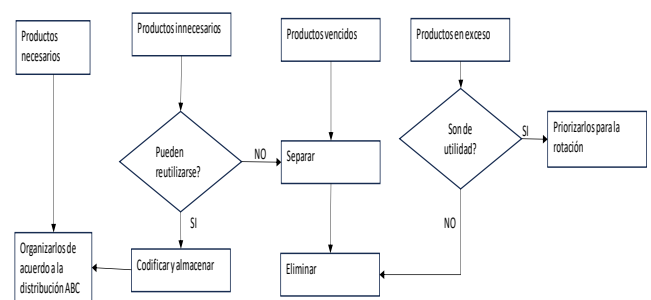 Productos
necesarios
Productos innecesarios
Productos vencidos
Productos en exceso
Pueden
reutilizarse?
NO
SI
Separar
Son de
utilidad?
SI
Priorizarlos para la
rotación
NO
Organizarlos de
acuerdo a la
distribución ABC
Codificar y almacenar
Eliminar